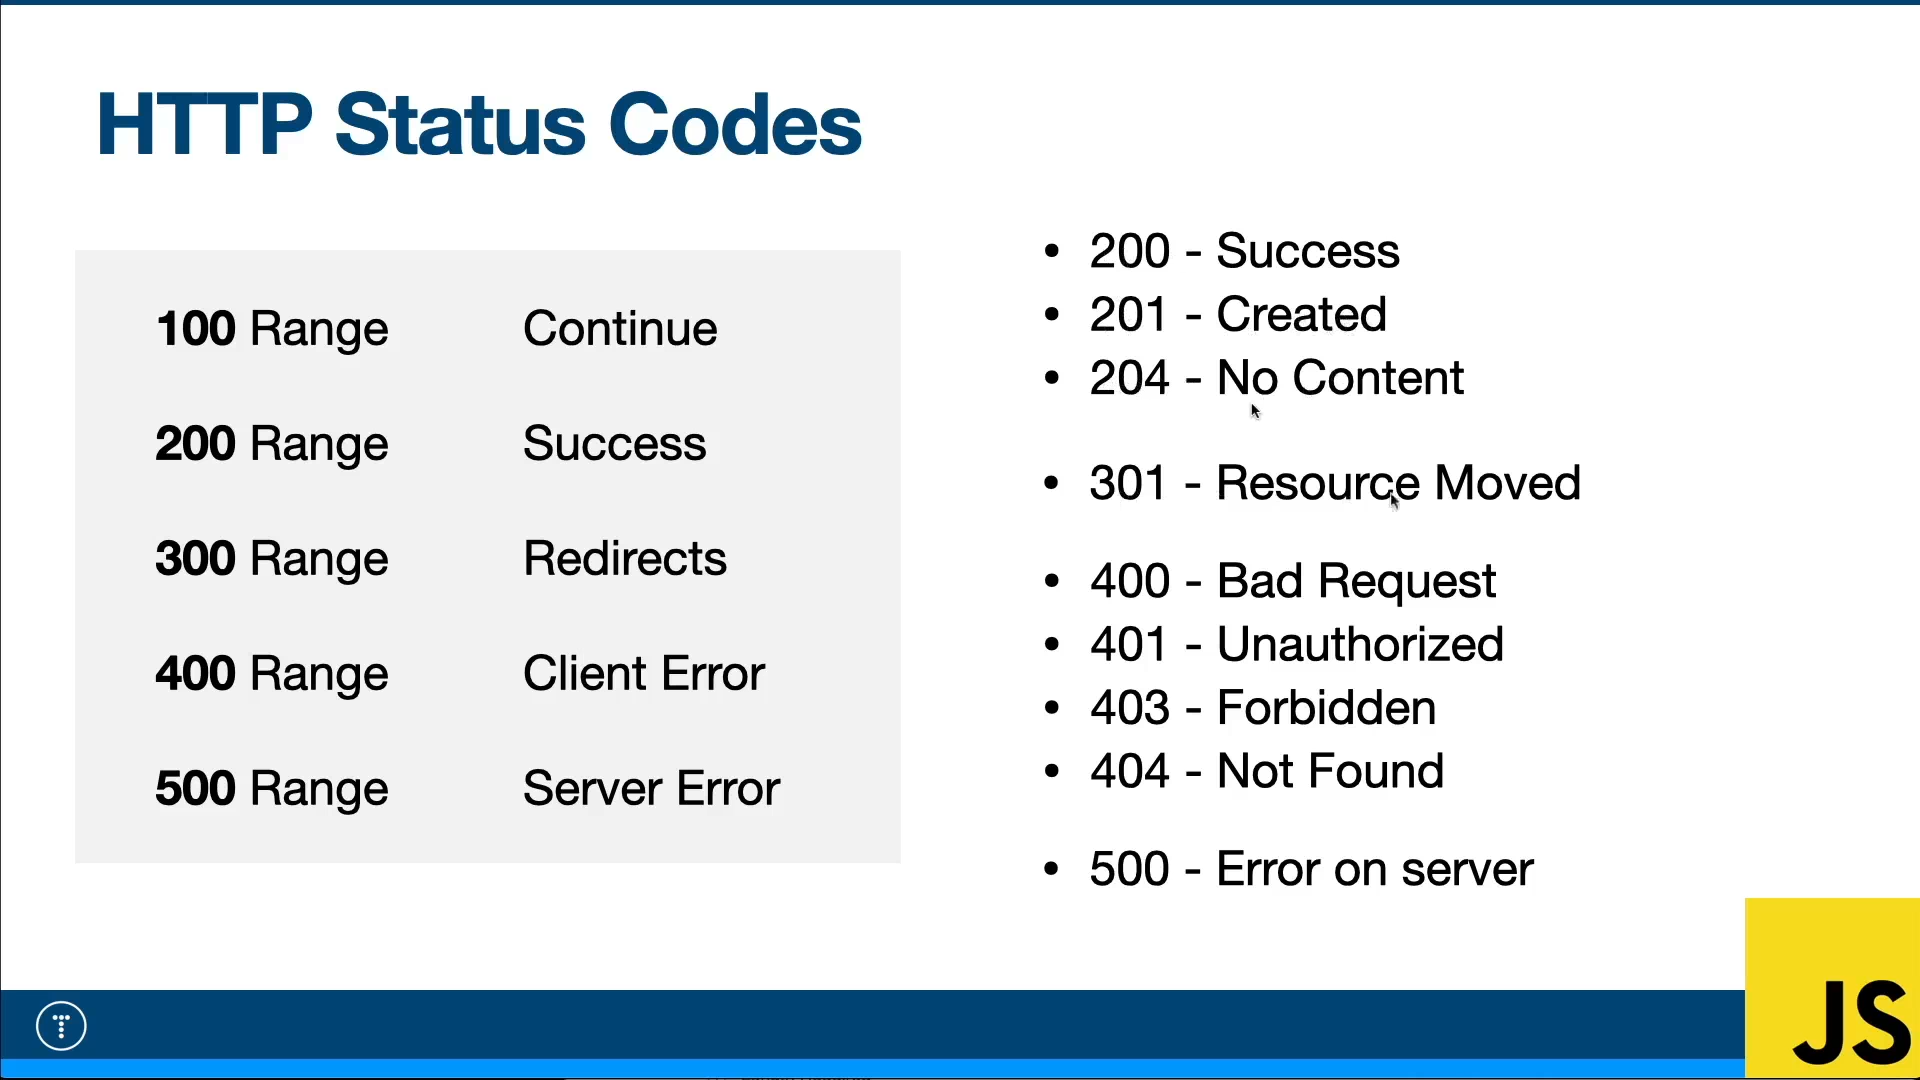 HTTP Status Codes
100 Range Continue
200 Range Success
300 Range Redirects
400 Range Client Error
500 Range Server Error
• 200 - Success
• 201 - Created
• 204 - No Content
• 301 - Resource Moved
• 400 - Bad Request
• 401 - Unauthorized
• 403 - Forbidden
• 404 - Not Found
• 500 - Error on server
T
JS